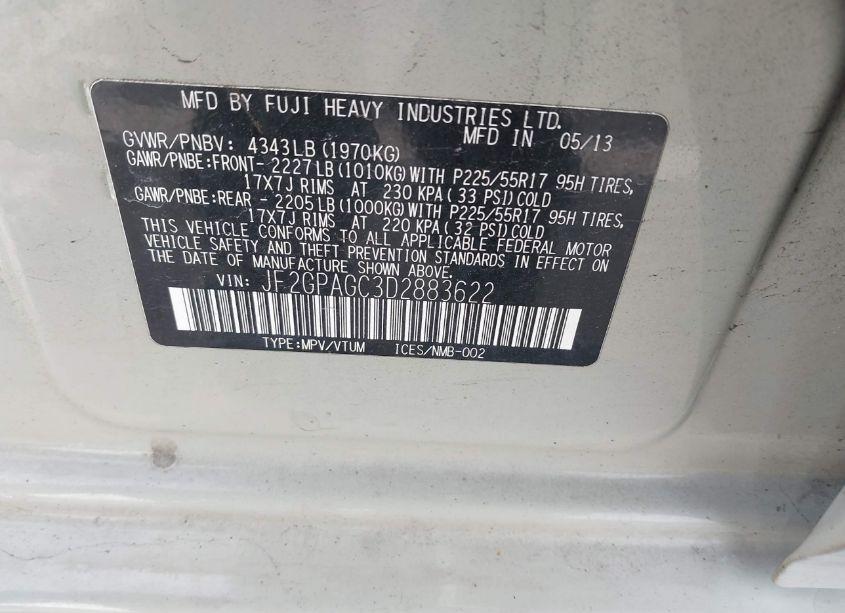 MFD BY FUJI HEAVY INDUSTRIES LTD.
MFD IN 05/13
GVWR/PNBV: 4343LB (1970KG)
GAWR/PNBE:FRONT- 2227LB (1010KG) WITH P225/55R17 95H TIRES,
17X7J RIMS AT 230 KPA (33 PSI) COLD
GAWR/PNBE:REAR - 2205LB (1000KG) WITH P225/55R17 95H TIRES,
17X7J RIMS AT 220 KPA (32 PSI) COLD
THIS VEHICLE CONFORMS TO ALL APPLICABLE FEDERAL MOTOR
VEHICLE SAFETY AND THEFT PREVENTION STANDARDS IN EFFECT ON
THE DATE OF MANUFACTURE SHOWN ABOVE.
VIN: JF2GPAGC3D2883622
TYPE:MPV/VTUM ICES/NMB-002